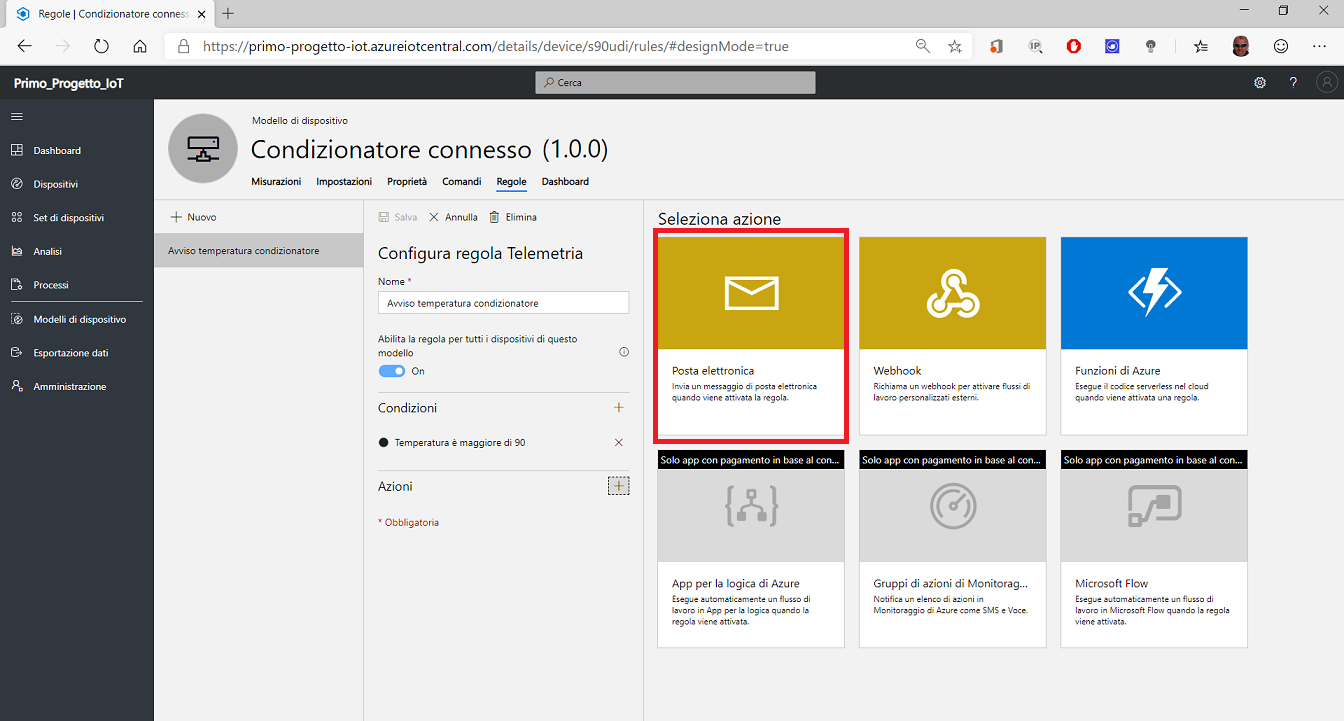 Regole | Condizionatore conness
https://primo-progetto-iot.azureiotcentral.com/details/device/s90udi/rules/#designMode=true
IP
Primo_Progetto_IoT
Cerca
?
Dashboard
Dispositivi
Set di dispositivi
Analisi
Processi
Modelli di dispositivo
Esportazione dati
Amministrazione
Modello di dispositivo
Condizionatore connesso (1.0.0)
Misurazioni Impostazioni Proprietà Comandi Regole Dashboard
Nuovo
Avviso temperatura condizionatore
Salva Annulla Elimina
Configura regola Telemetria
Nome *
Avviso temperatura condizionatore
Abilita la regola per tutti i dispositivi di questo
modello
On
Condizioni
Temperatura è maggiore di 90
Azioni
* Obbligatoria
Seleziona azione
Posta elettronica
Invia un messaggio di posta elettronica
quando viene attivata la regola.
Webhook
Richiama un webhook per attivare flussi di
lavoro personalizzati esterni.
Funzioni di Azure
Esegue il codice serverless nel cloud
quando viene attivata una regola.
Solo app con pagamento in base al con...
App per la logica di Azure
Esegue automaticamente un flusso di
lavoro in App per la logica quando la
regola viene attivata.
Solo app con pagamento in base al con...
Gruppi di azioni di Monitorag...
Notifica un elenco di azioni in
Monitoraggio di Azure come SMS e Voce.
Solo app con pagamento in base al con...
Microsoft Flow
Esegue automaticamente un flusso di
lavoro in Microsoft Flow quando la regola
viene attivata.